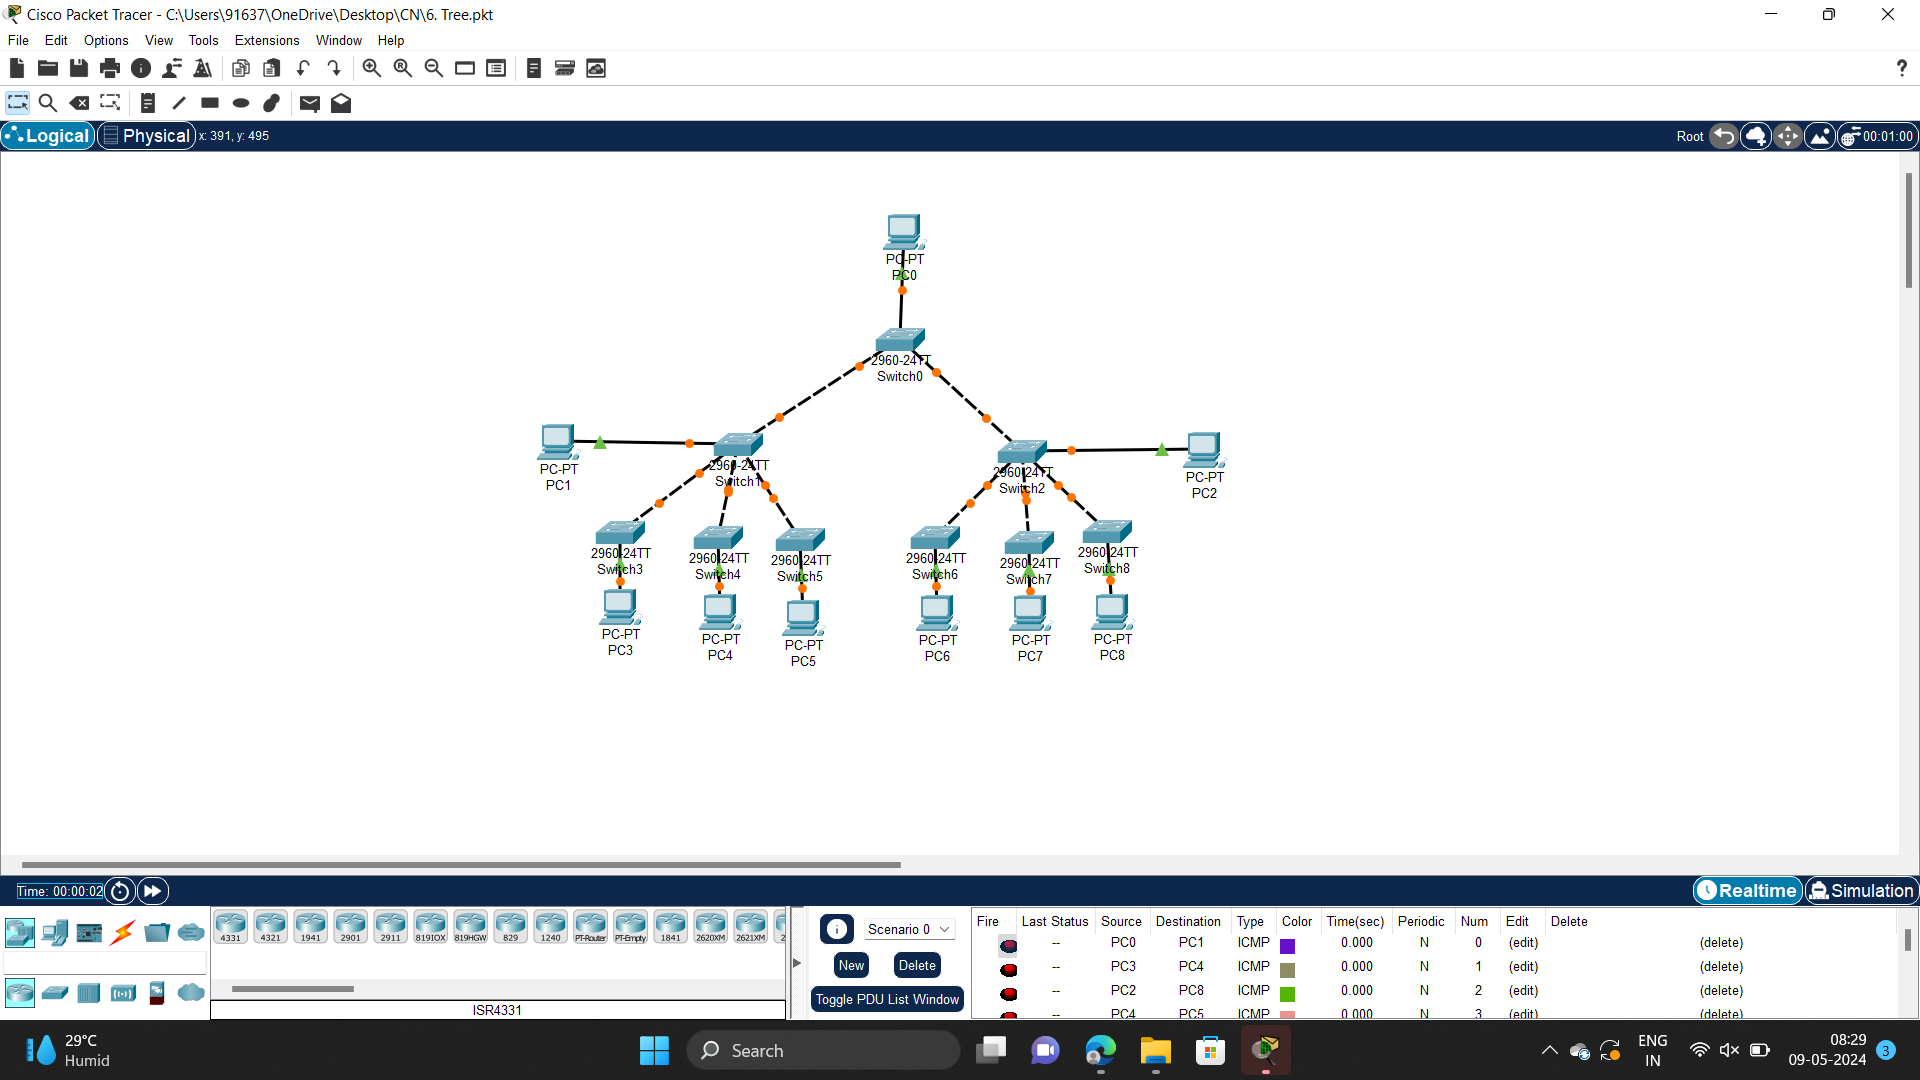 Cisco Packet Tracer - C:\Users\91637\OneDrive\Desktop\CN\6. Tree.pkt
File Edit Options View Tools Extensions Window Help
?
Logical Physical x: 391, y: 495 Root 00:01:00
PC-PT
PC0
2960-24TT
Switch0
PC-PT
PC1
2960-24TT
Switch1
2960-24TT
Switch2
PC-PT
PC2
2960-24TT
Switch3
2960-24TT
Switch4
2960-24TT
Switch5
2960-24TT
Switch6
2960-24TT
Switch7
2960-24TT
Switch8
PC-PT
PC3
PC-PT
PC4
PC-PT
PC5
PC-PT
PC6
PC-PT
PC7
PC-PT
PC8
Time: 00:00:02 Realtime Simulation
4331 4321 1941 2901 2911 819IOX 819HGW 829 1240 PT-Router PT-Empty 1841 2620XM 2621XM 2
ISR4331
Scenario 0
New Delete
Toggle PDU List Window
Fire Last Status Source Destination Type Color Time(sec) Periodic Num Edit Delete
-- PC0 PC1 ICMP 0.000 N 0 (edit) (delete)
-- PC3 PC4 ICMP 0.000 N 1 (edit) (delete)
-- PC2 PC8 ICMP 0.000 N 2 (edit) (delete)
-- PC4 PC5 ICMP 0.000 N 3 (edit) (delete)
29°C
Humid
Search
ENG
IN
08:29
09-05-2024
3